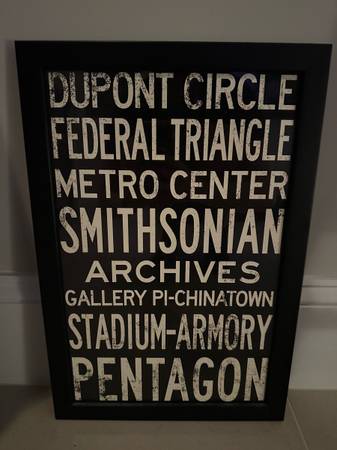 DUPONT CIRCLE
FEDERAL TRIANGLE
METRO CENTER
SMITHSONIAN
ARCHIVES
GALLERY PI-CHINATOWN
STADIUM-ARMORY
PENTAGON